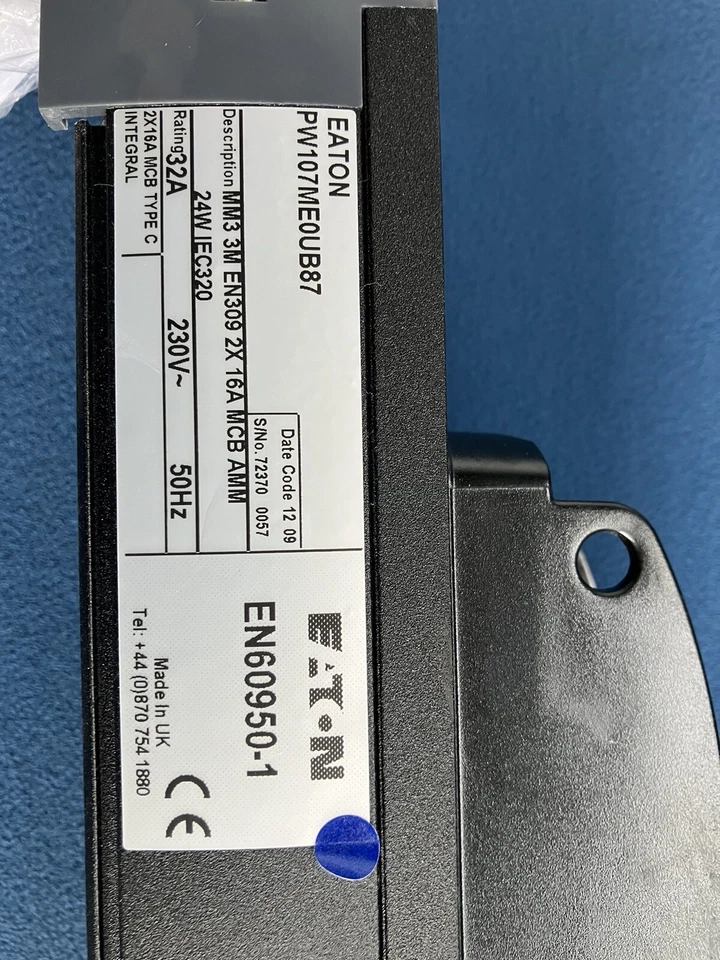 EATON
PW107ME0UB87
Date Code 12 09
S/No. 72370 0057
Description MM3 3M EN309 2X 16A MCB AMM
24W IEC320
Rating 32A 230V~ 50Hz
2X16A MCB TYPE C
INTEGRAL
EATON
EN60950-1
Made In UK
Tel: +44 (0)870 754 1880
CE